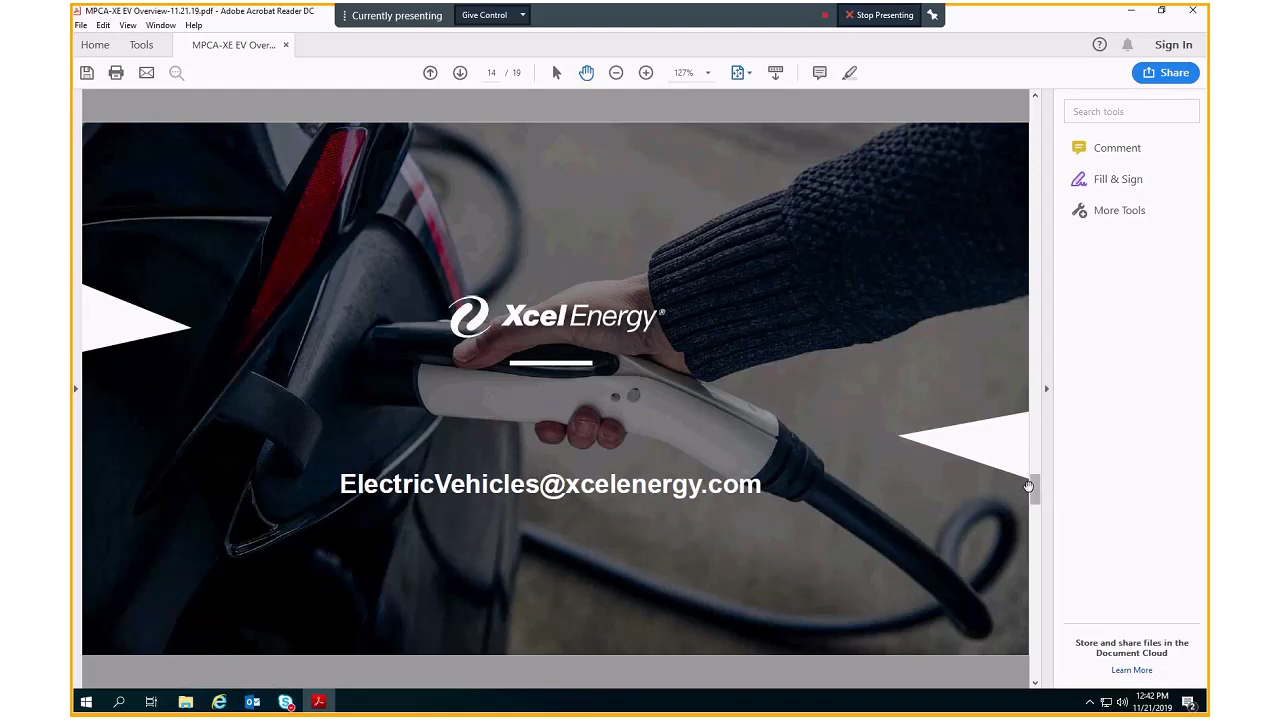 MPCA-XE EV Overview-11.21.19.pdf - Adobe Acrobat Reader DC
Currently presenting
Give Control
Stop Presenting
File Edit View Window Help
Home Tools MPCA-XE EV Over... ×
Sign In
14 / 19
127%
Share
Search tools
Comment
Fill & Sign
More Tools
Xcel Energy®
ElectricVehicles@xcelenergy.com
Store and share files in the
Document Cloud
Learn More
12:42 PM
11/21/2019
2